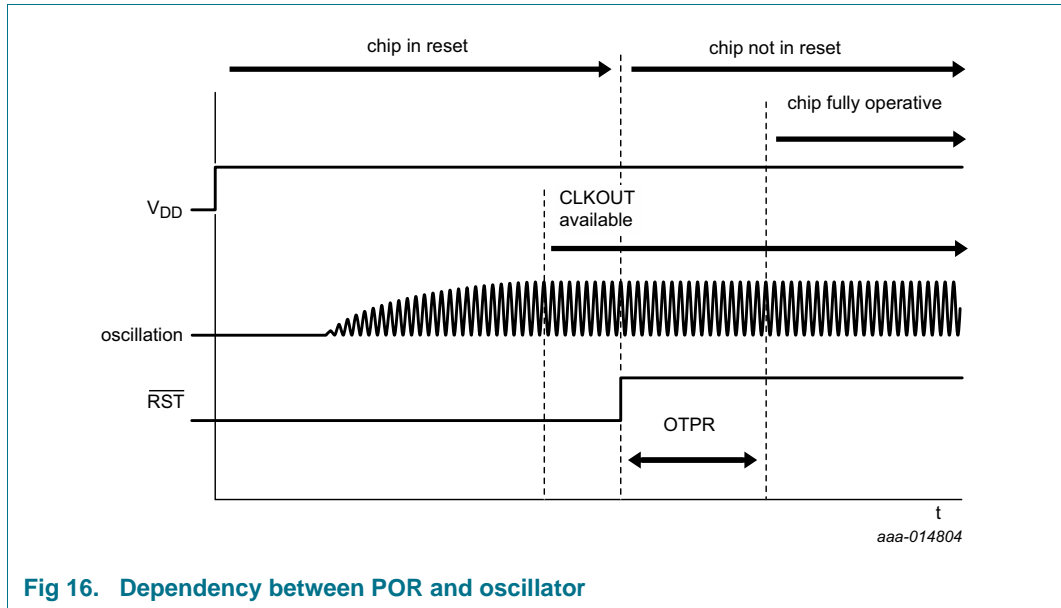 chip in reset
chip not in reset
chip fully operative
VDD
CLKOUT
available
oscillation
RST
OTPR
t
aaa-014804
Fig 16. Dependency between POR and oscillator